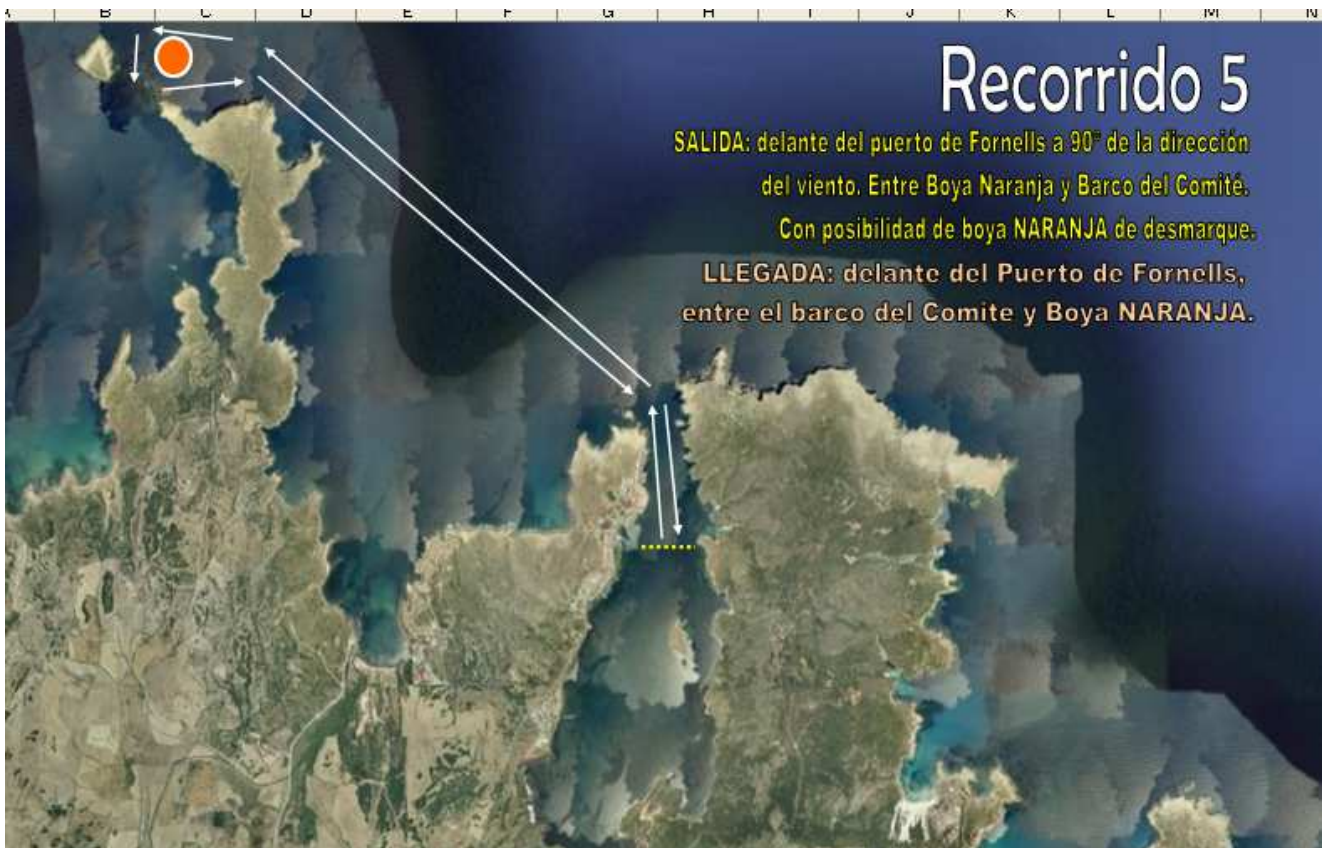 B C D E F G H I J K L M N
Recorrido 5
SALIDA: delante del puerto de Fornells a 90° de la dirección
del viento. Entre Boya Naranja y Barco del Comité.
Con posibilidad de boya NARANJA de desmarque.
LLEGADA: delante del Puerto de Fornells,
entre el barco del Comite y Boya NARANJA.